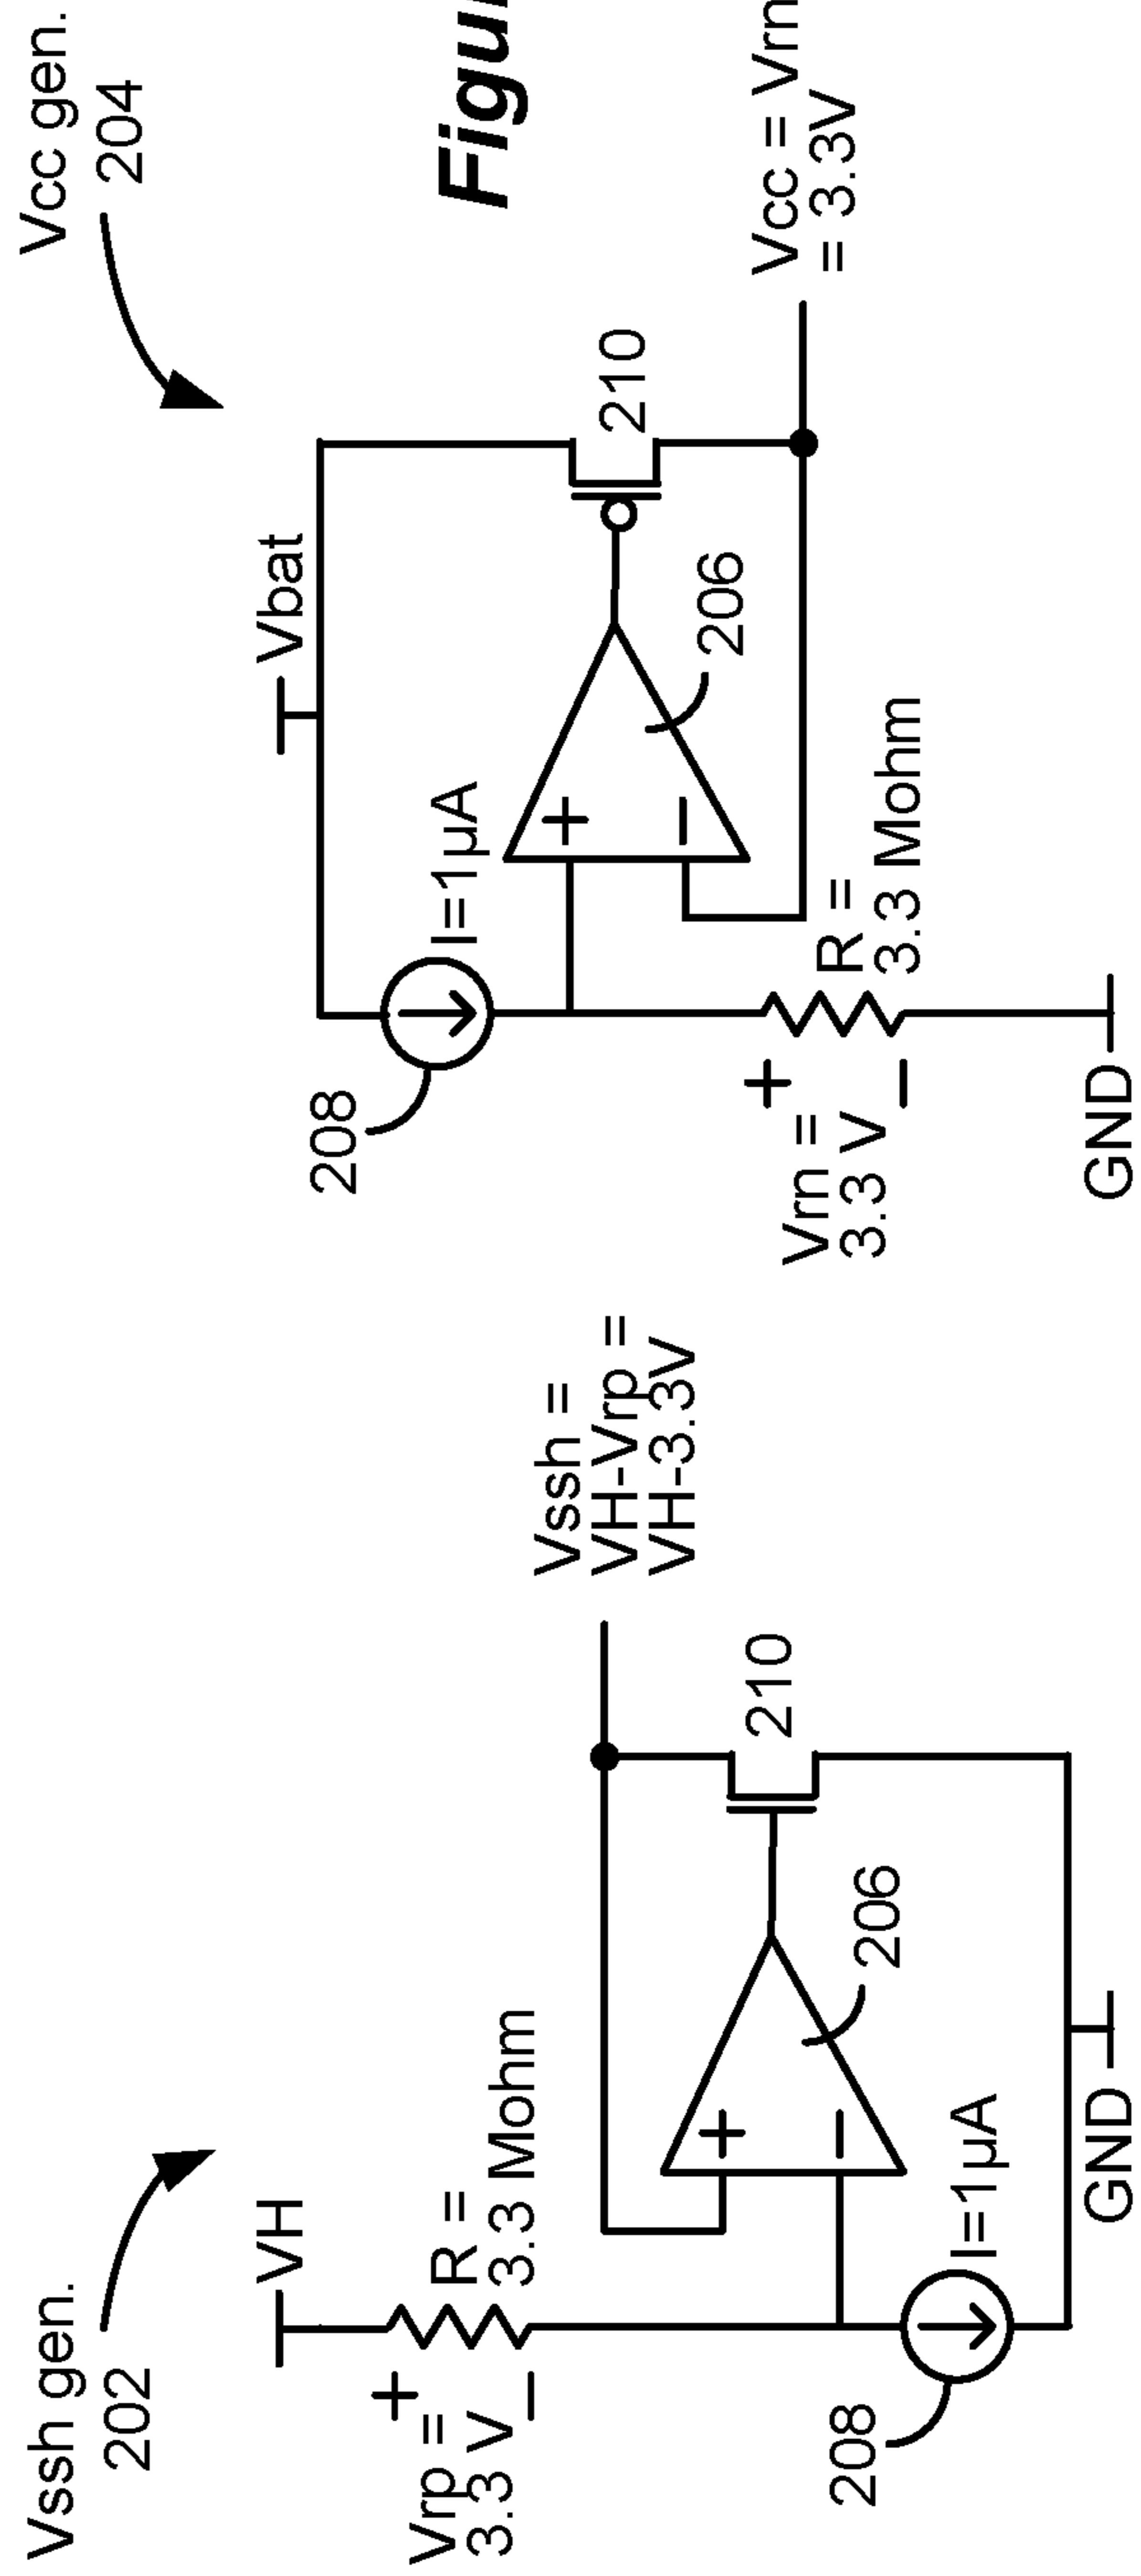 Vssh gen.
202
VH
Vrp =
3.3 V
+
−
R =
3.3 Mohm
208
I=1µA
+
−
206
210
GND
Vssh =
VH-Vrp =
VH-3.3V
Vcc gen.
204
Vbat
208
I=1µA
+
−
206
210
Vrn =
3.3 V
+
−
R =
3.3 Mohm
GND
Vcc = Vrn
= 3.3V